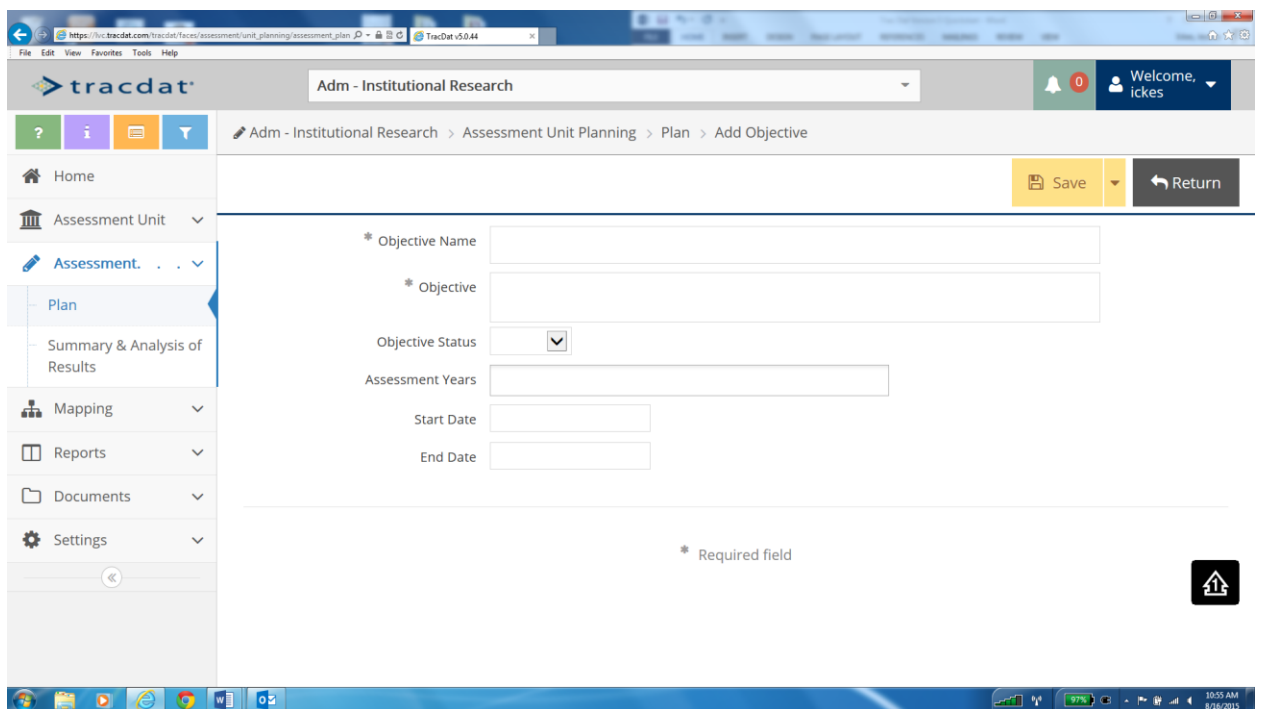 https://lvc.tracdat.com/tracdat/faces/assessment/unit_planning/assessment_plan
TracDat v5.0.44
File Edit View Favorites Tools Help
tracdat
Adm - Institutional Research
0
Welcome, ickes
Adm - Institutional Research > Assessment Unit Planning > Plan > Add Objective
Save
Return
Home
Assessment Unit
Assessment. . .
Plan
Summary & Analysis of
Results
Mapping
Reports
Documents
Settings
* Objective Name
* Objective
Objective Status
Assessment Years
Start Date
End Date
* Required field
1
97%
10:55 AM
8/16/2015